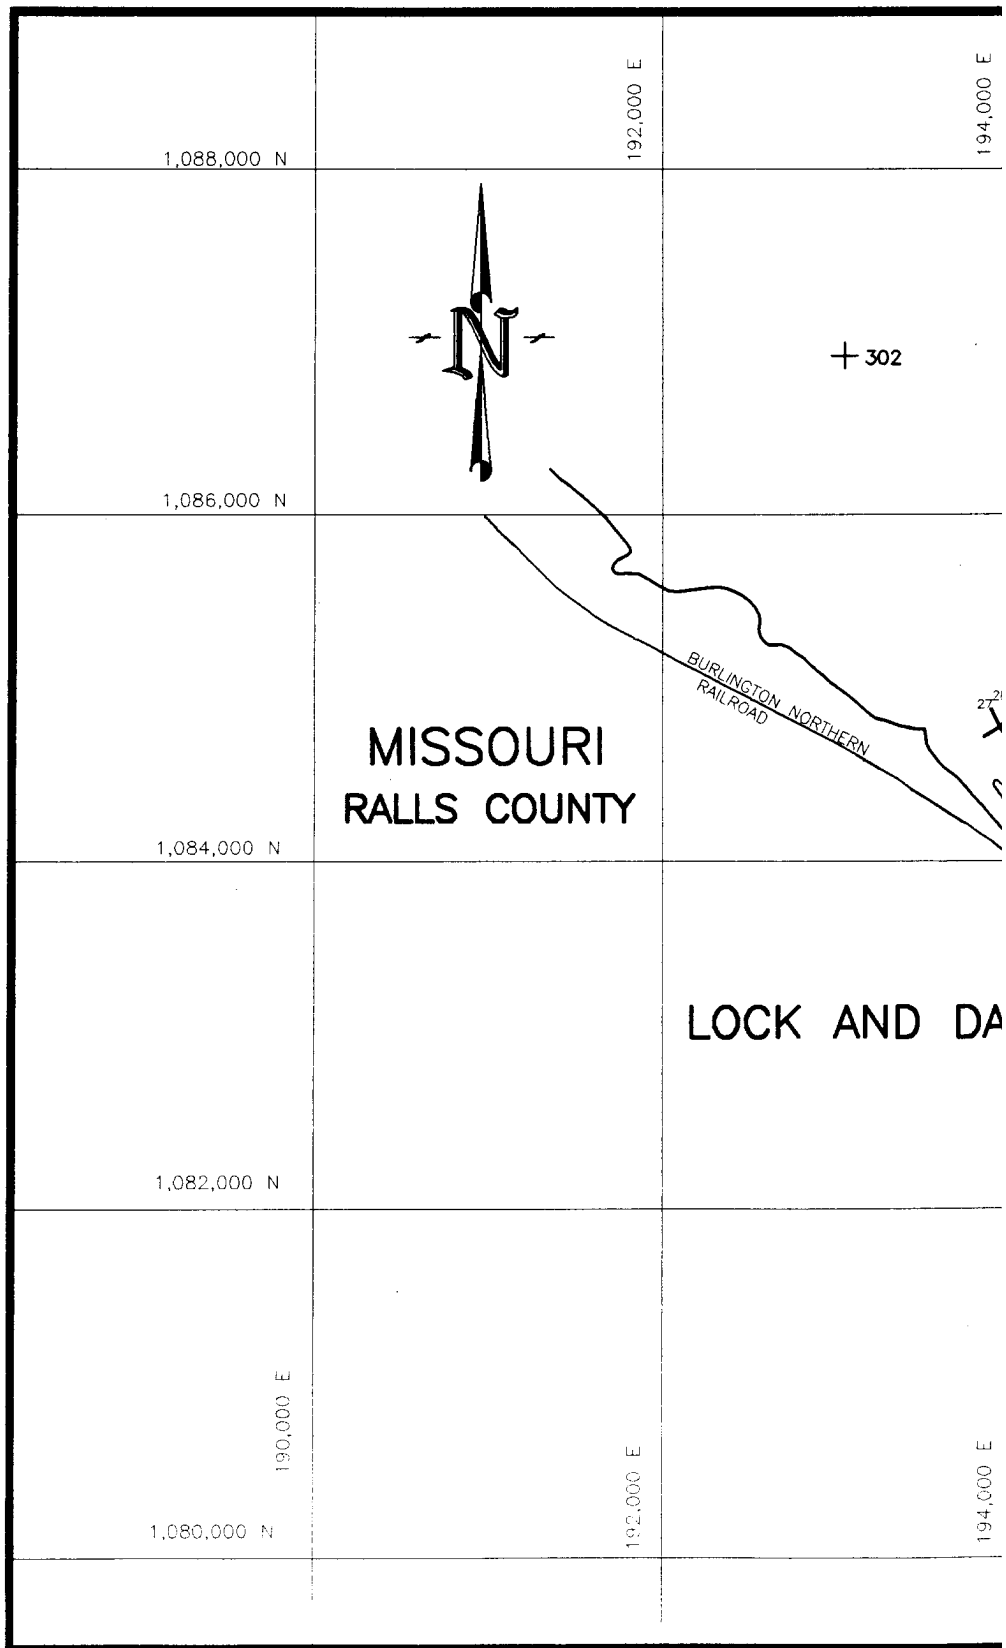 192,000 E
194,000 E
1,088,000 N
N
302
1,086,000 N
BURLINGTON NORTHERN
RAILROAD
27
MISSOURI
RALLS COUNTY
1,084,000 N
LOCK AND DA
1,082,000 N
190,000 E
192,000 E
194,000 E
1,080,000 N